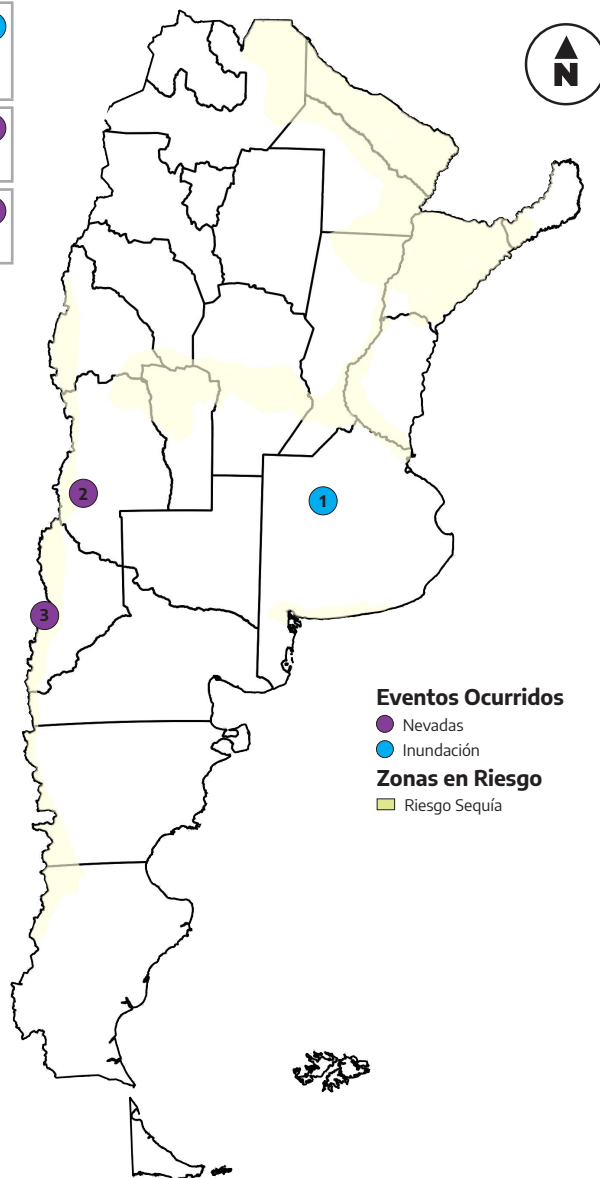 N
1
2
3
Eventos Ocurridos
Nevadas
Inundación
Zonas en Riesgo
Riesgo Sequía